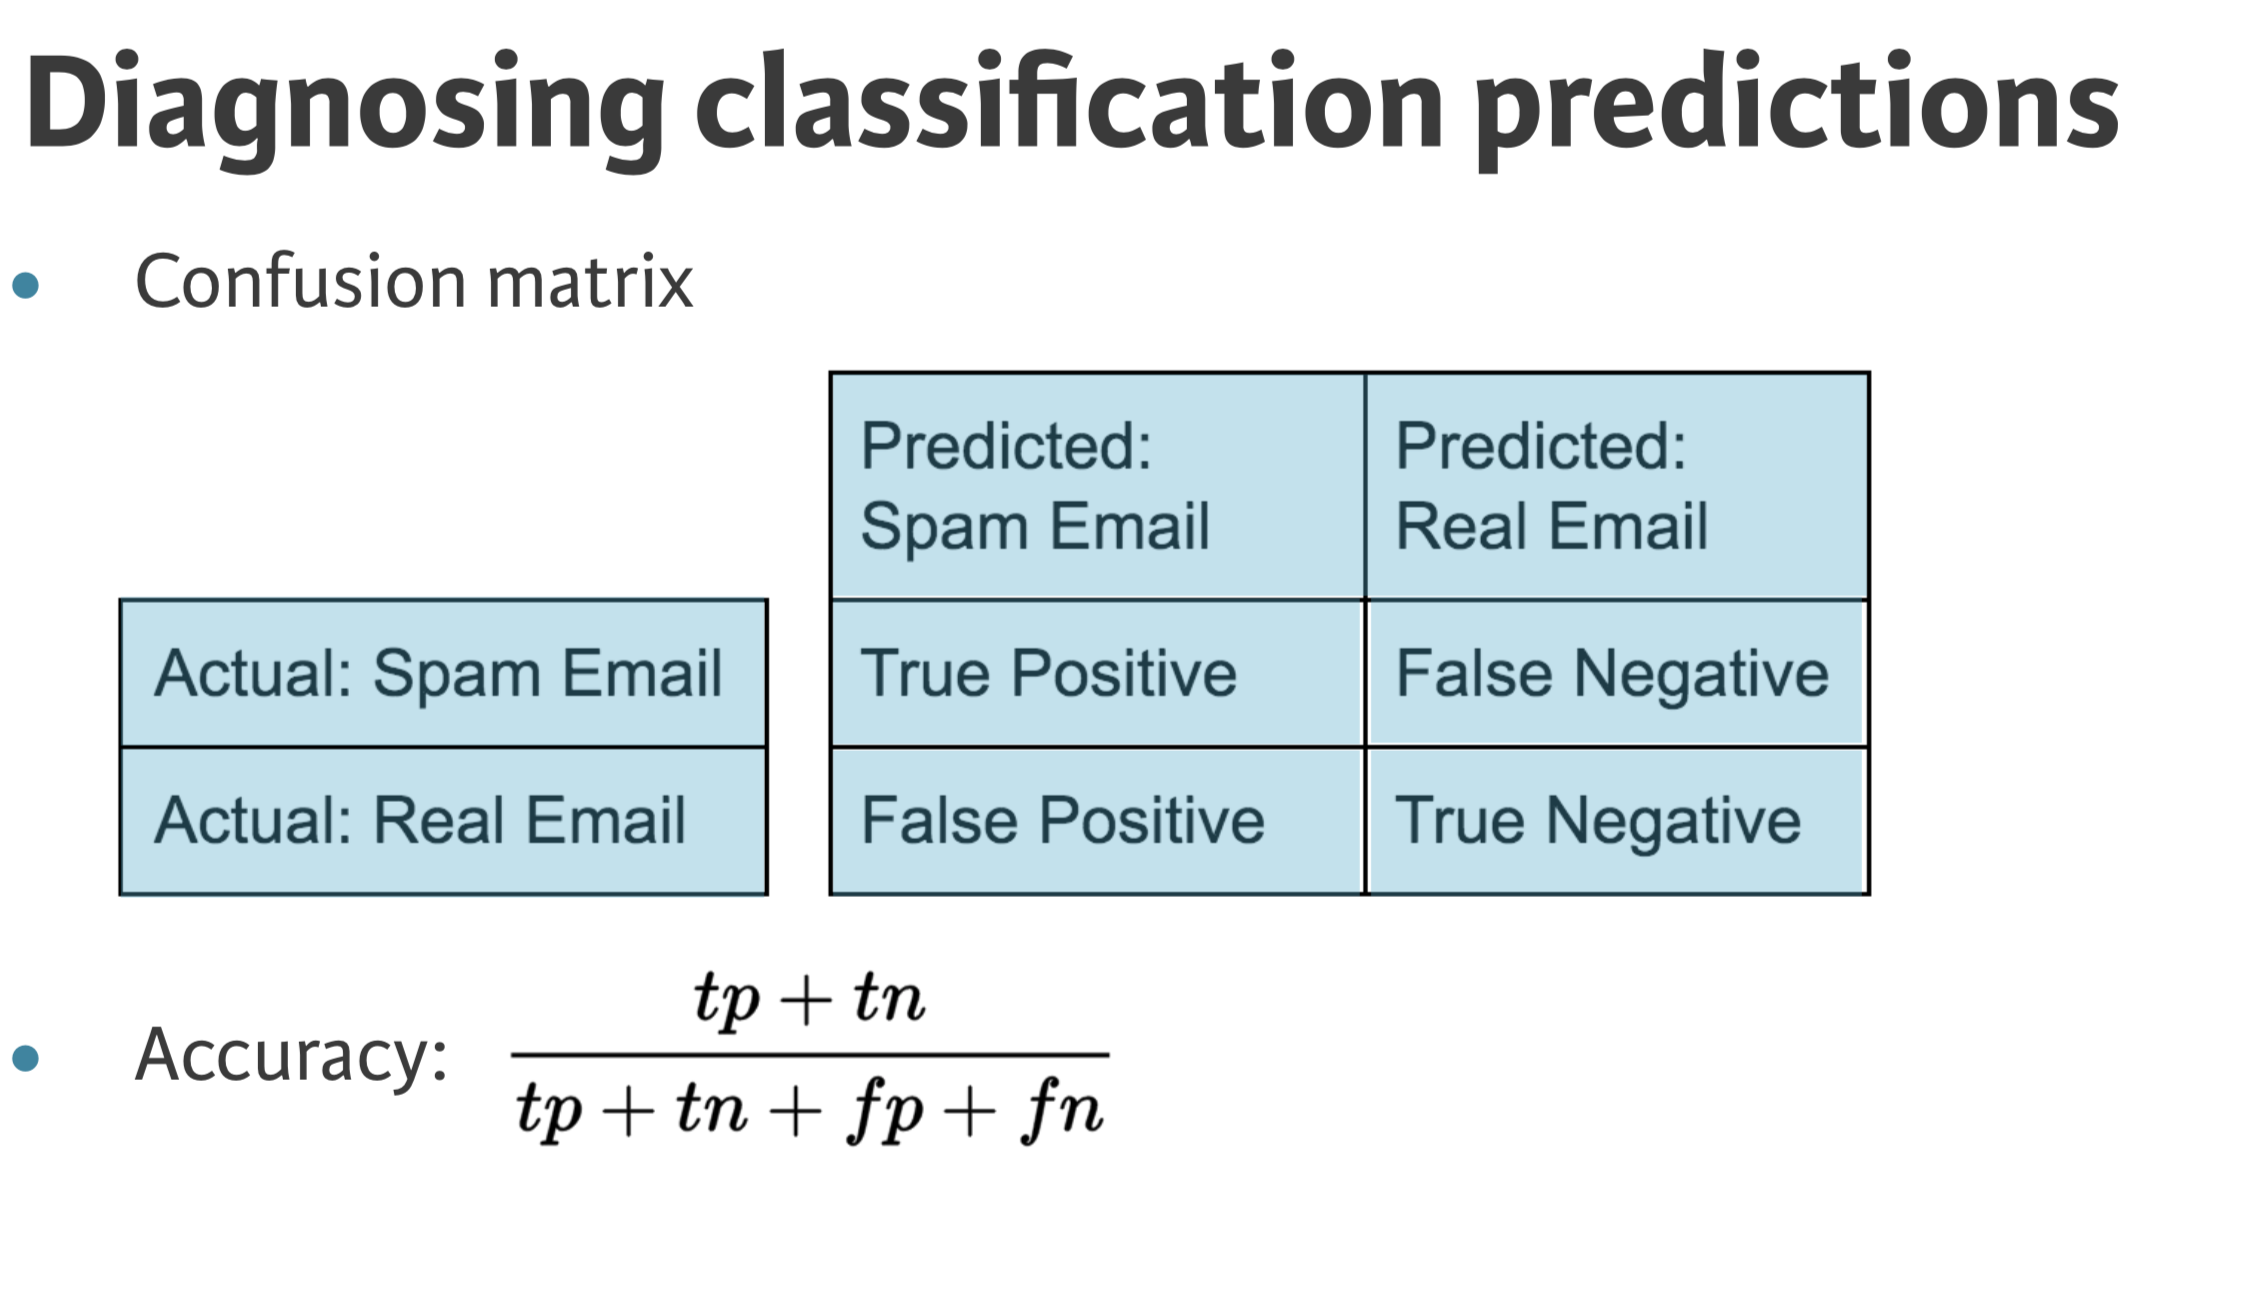 Diagnosing classification predictions
• Confusion matrix
Predicted: Predicted:
Spam Email Real Email
Actual: Spam Email True Positive False Negative
Actual: Real Email False Positive True Negative
• Accuracy: \frac{tp + tn}{tp + tn + fp + fn}